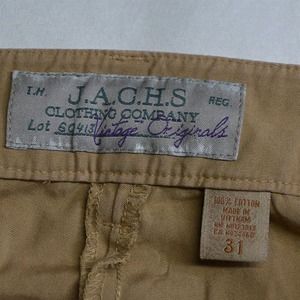 I.H. J.A.C.H.S REG.
CLOTHING COMPANY
Lot Vintage Originals
100% COTTON
MADE IN
VIETNAM
31